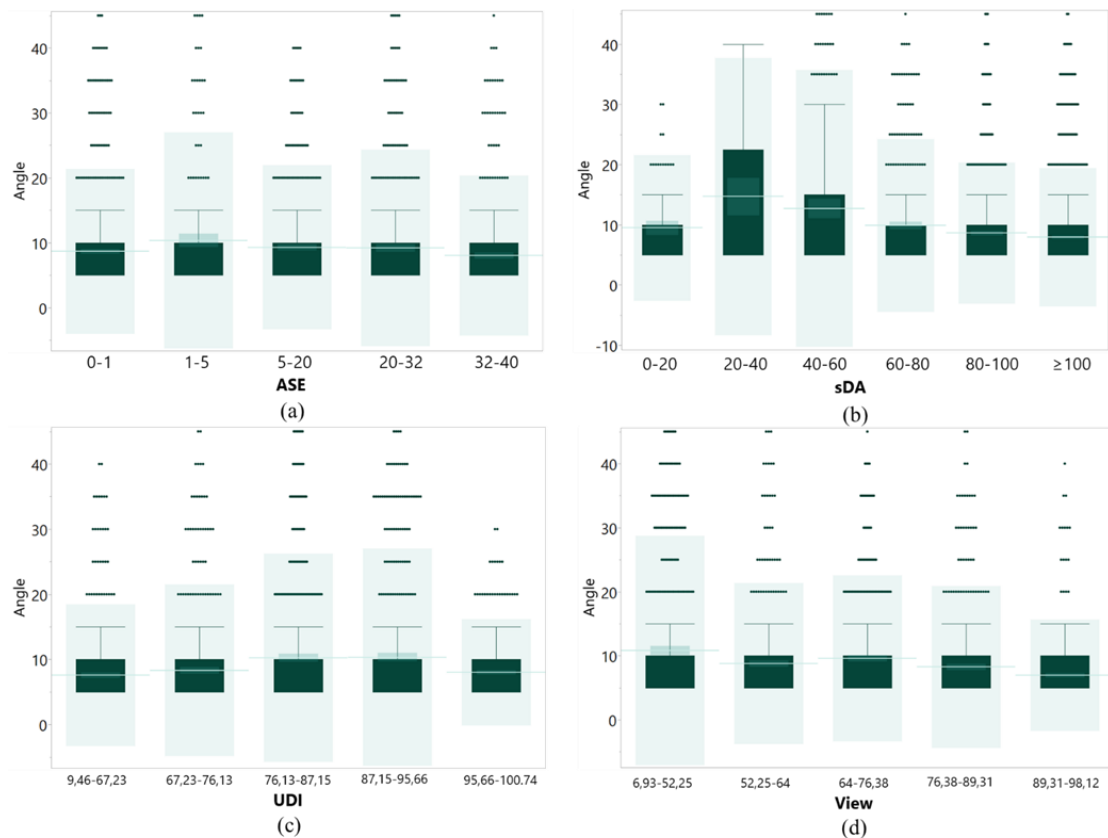 40
30
20
10
0
Angle
0-1 1-5 5-20 20-32 32-40
ASE
(a)
40
30
20
10
0
-10
Angle
0-20 20-40 40-60 60-80 80-100 ≥100
sDA
(b)
40
30
20
10
0
Angle
9,46-67,23 67,23-76,13 76,13-87,15 87,15-95,66 95,66-100.74
UDI
(c)
40
30
20
10
0
Angle
6,93-52,25 52,25-64 64-76,38 76,38-89,31 89,31-98,12
View
(d)